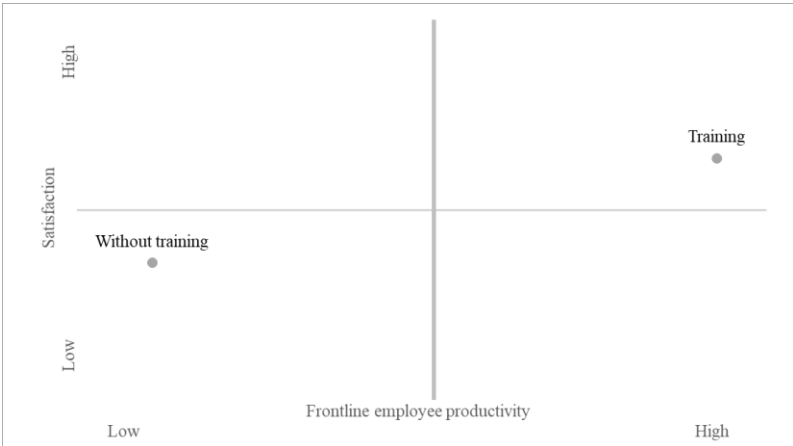 High
Training
Satisfaction
Without training
Low
Frontline employee productivity
Low
High